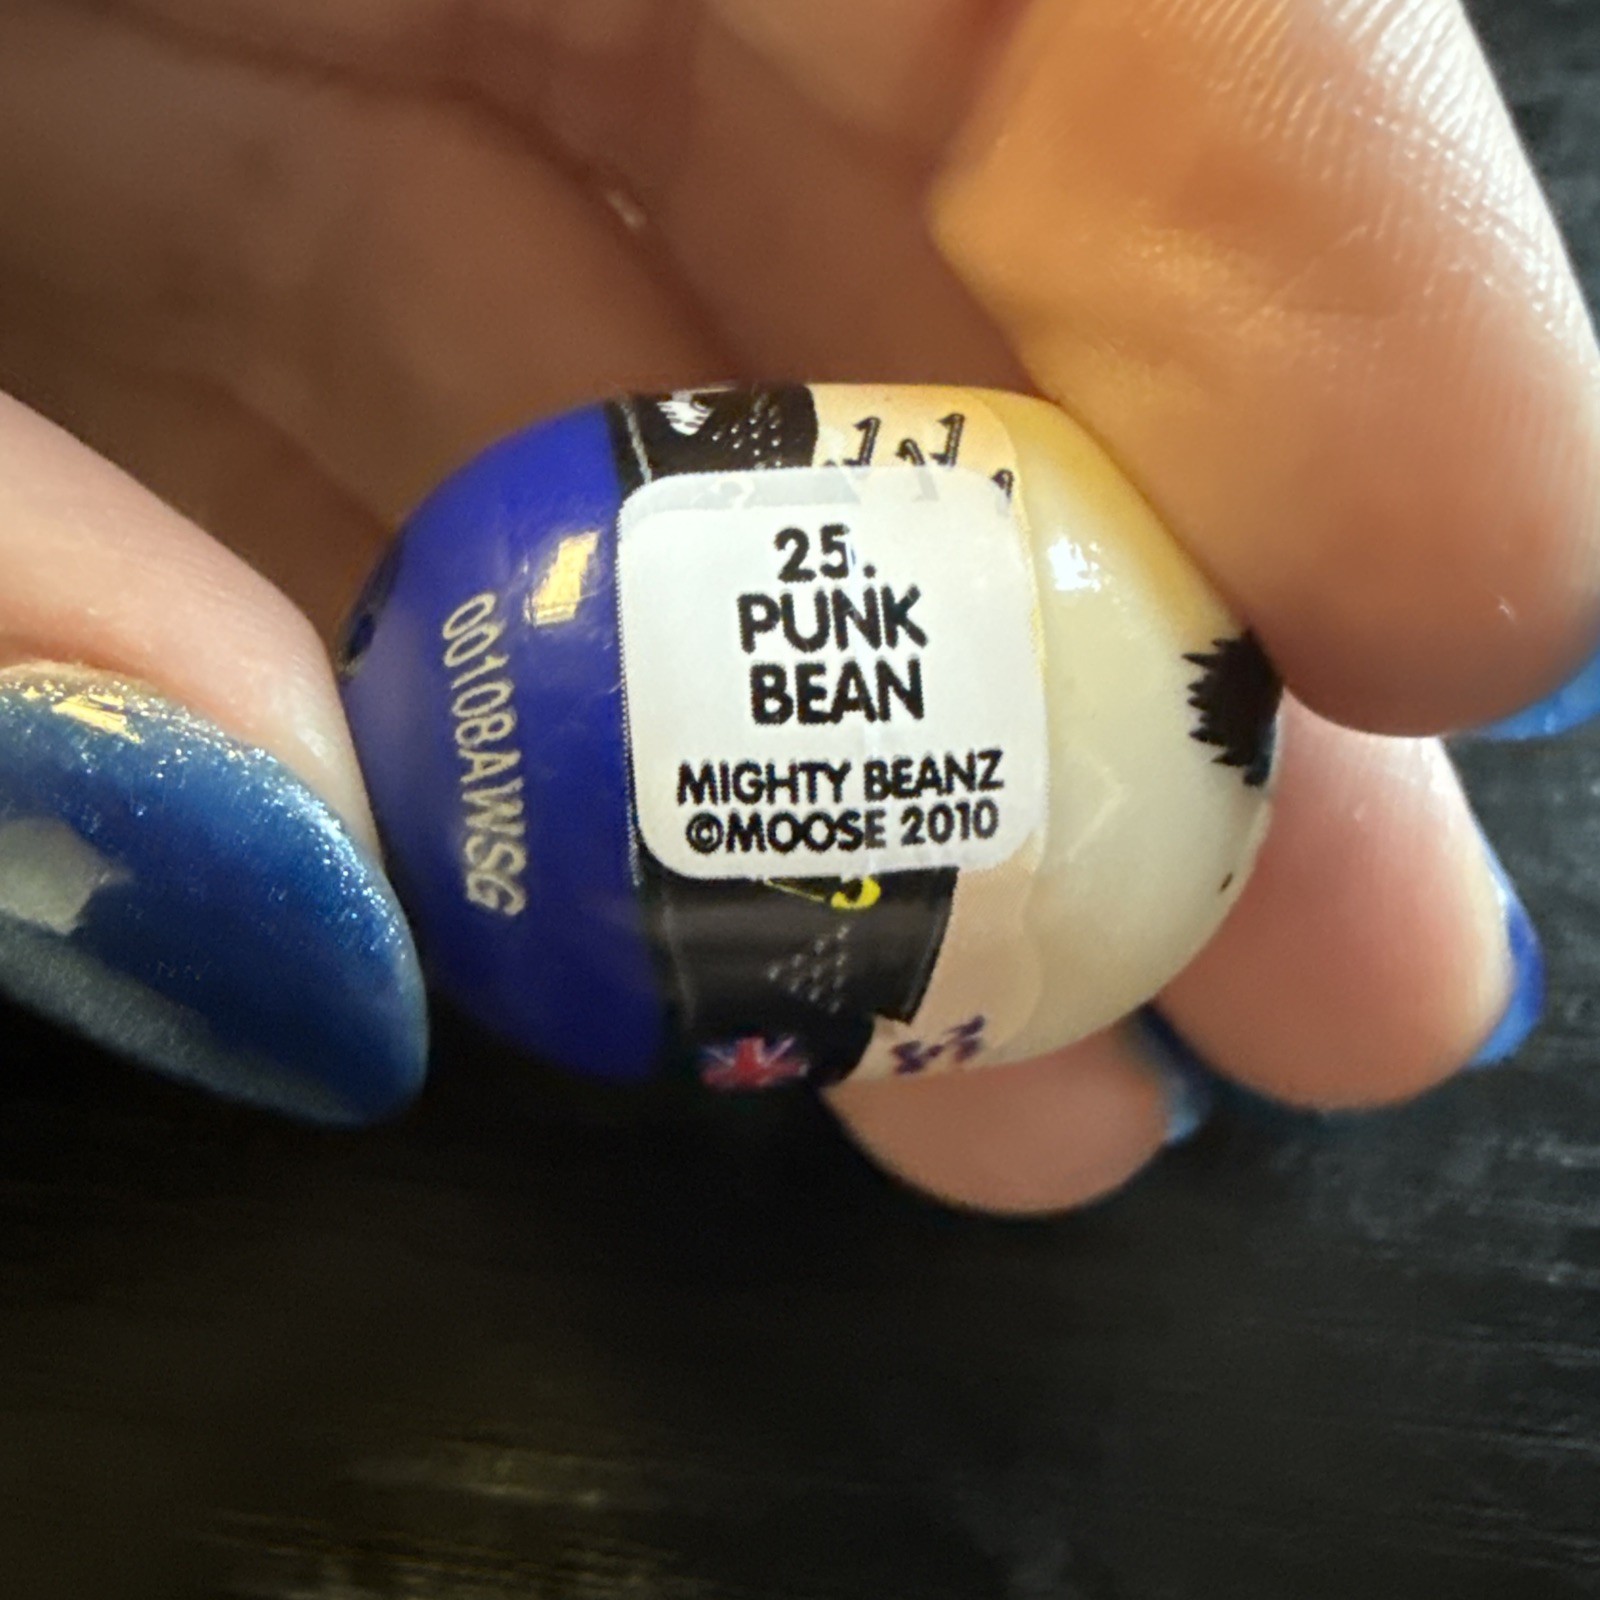 25.
PUNK
BEAN
MIGHTY BEANZ
©MOOSE 2010
00108AWSG